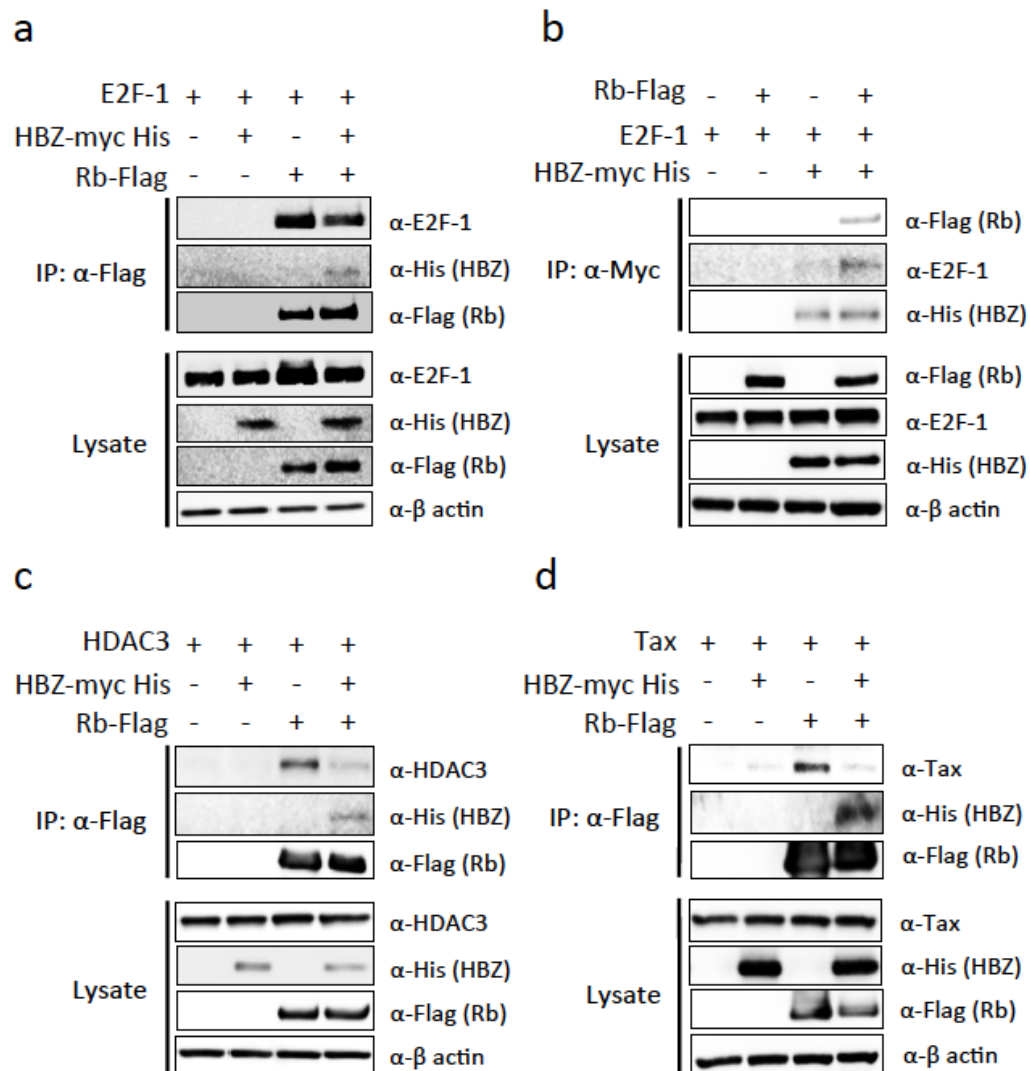 a
E2F-1 + + + +
HBZ-myc His - + - +
Rb-Flag - - + +
IP: α-Flag
α-E2F-1
α-His (HBZ)
α-Flag (Rb)
Lysate
α-E2F-1
α-His (HBZ)
α-Flag (Rb)
α-β actin
b
Rb-Flag - + - +
E2F-1 + + + +
HBZ-myc His - - + +
IP: α-Myc
α-Flag (Rb)
α-E2F-1
α-His (HBZ)
Lysate
α-Flag (Rb)
α-E2F-1
α-His (HBZ)
α-β actin
c
HDAC3 + + + +
HBZ-myc His - + - +
Rb-Flag - - + +
IP: α-Flag
α-HDAC3
α-His (HBZ)
α-Flag (Rb)
Lysate
α-HDAC3
α-His (HBZ)
α-Flag (Rb)
α-β actin
d
Tax + + + +
HBZ-myc His - + - +
Rb-Flag - - + +
IP: α-Flag
α-Tax
α-His (HBZ)
α-Flag (Rb)
Lysate
α-Tax
α-His (HBZ)
α-Flag (Rb)
α-β actin